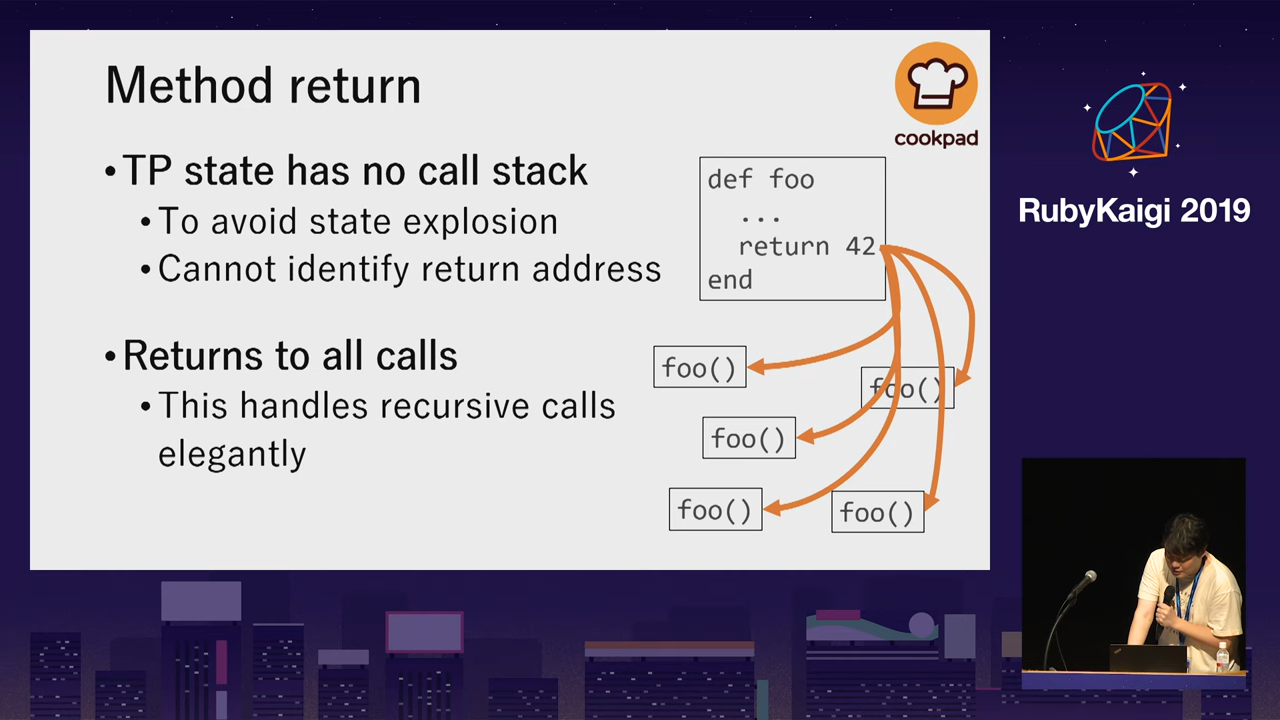 Method return
cookpad
• TP state has no call stack
• To avoid state explosion
• Cannot identify return address
• Returns to all calls
• This handles recursive calls
elegantly
def foo
...
return 42
end
foo()
foo()
foo()
foo()
foo()
RubyKaigi 2019